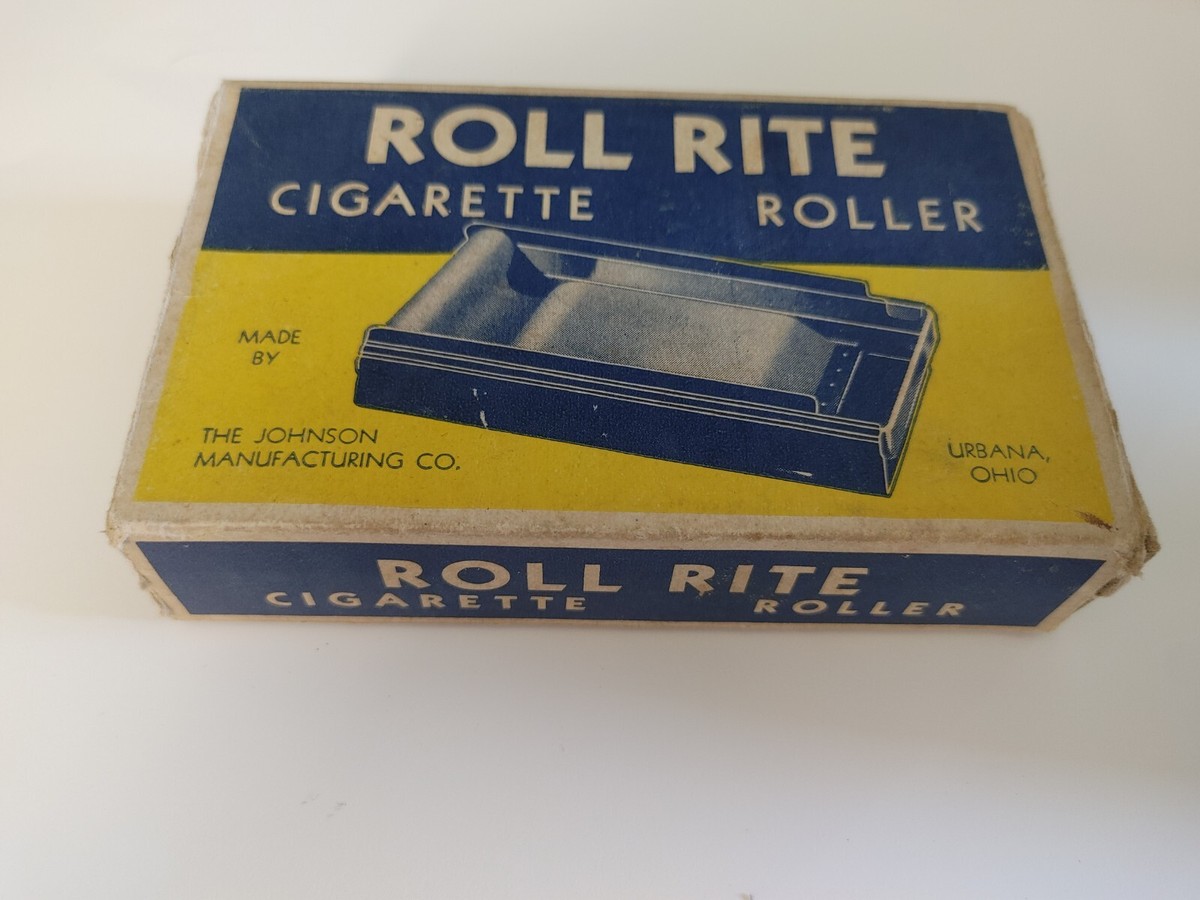 ROLL RITE
CIGARETTE ROLLER
MADE
BY
THE JOHNSON
MANUFACTURING CO.
URBANA,
OHIO
ROLL RITE
CIGARETTE ROLLER